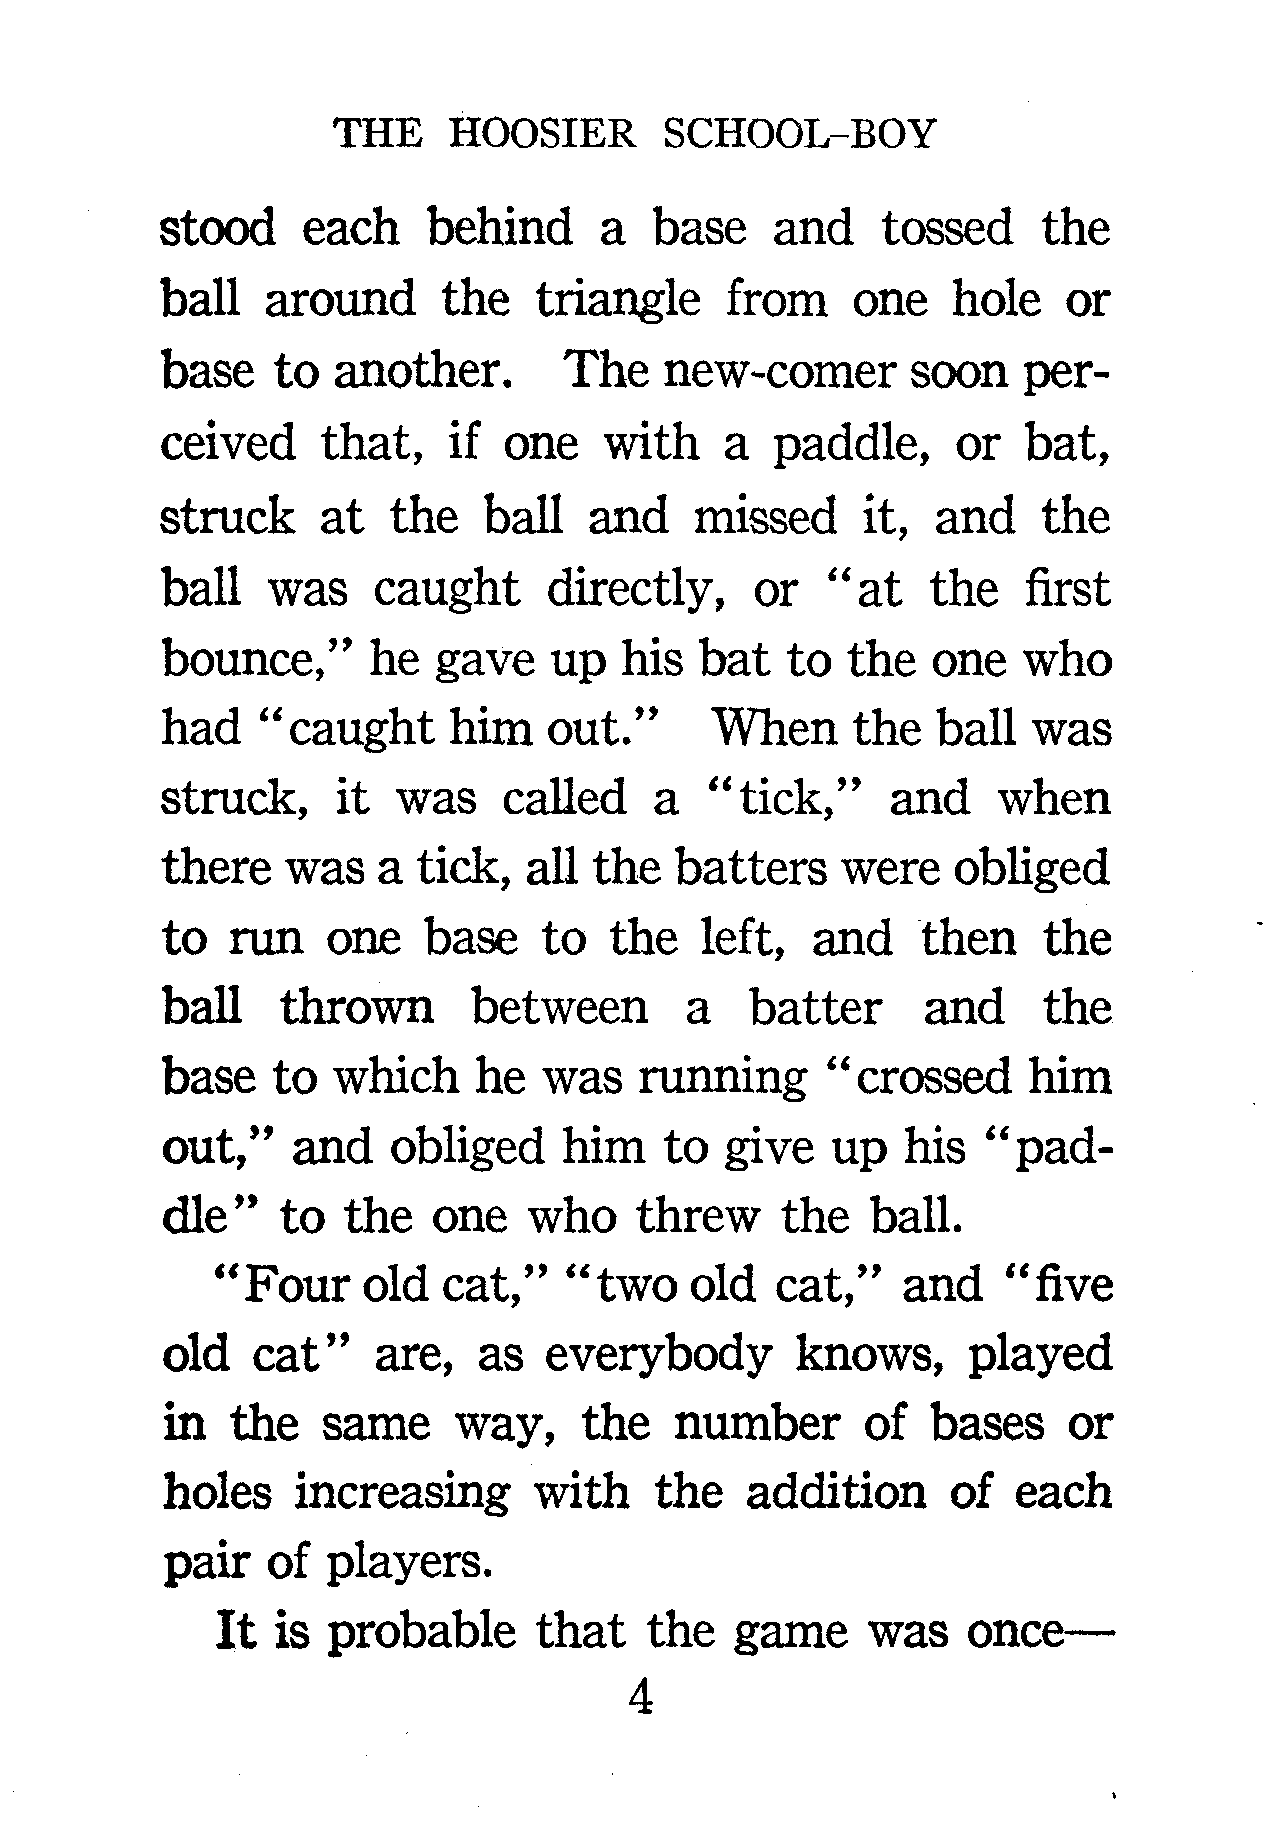 THE HOOSIER SCHOOL-BOY
stood each behind a base and tossed the
ball around the triangle from one hole or
base to another. The new-comer soon per-
ceived that, if one with a paddle, or bat,
struck at the ball and missed it, and the
ball was caught directly, or “at the first
bounce,” he gave up his bat to the one who
had “caught him out.” When the ball was
struck, it was called a “tick,” and when
there was a tick, all the batters were obliged
to run one base to the left, and then the
ball thrown between a batter and the
base to which he was running “crossed him
out,” and obliged him to give up his “pad-
dle” to the one who threw the ball.
“Four old cat,” “two old cat,” and “five
old cat” are, as everybody knows, played
in the same way, the number of bases or
holes increasing with the addition of each
pair of players.
It is probable that the game was once—
4